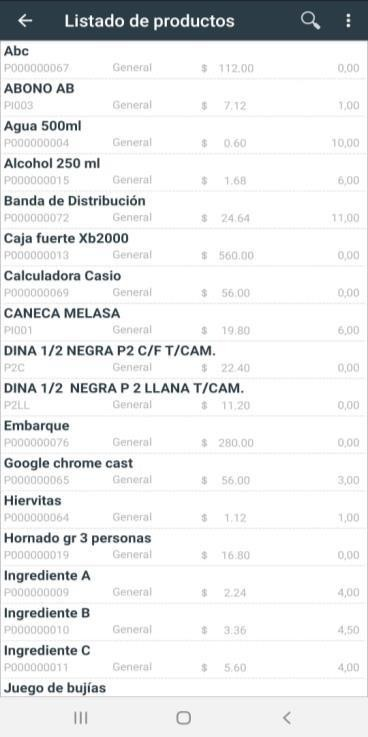 Listado de productos
Abc
P000000067 General $ 112.00 0,00
ABONO AB
PI003 General $ 7.12 1,00
Agua 500ml
P000000004 General $ 0.60 10,00
Alcohol 250 ml
P000000015 General $ 1.68 6,00
Banda de Distribución
P000000072 General $ 24.64 11,00
Caja fuerte Xb2000
P000000013 General $ 560.00 0,00
Calculadora Casio
P000000069 General $ 56.00 0,00
CANECA MELASA
PI001 General $ 19.80 6,00
DINA 1/2 NEGRA P2 C/F T/CAM.
P2C General $ 22.40 0,00
DINA 1/2 NEGRA P 2 LLANA T/CAM.
P2LL General $ 11.20 0,00
Embarque
P000000076 General $ 280.00 0,00
Google chrome cast
P000000065 General $ 56.00 3,00
Hiervitas
P000000064 General $ 1.12 1,00
Hornado gr 3 personas
P000000019 General $ 16.80 0,00
Ingrediente A
P000000009 General $ 2.24 4,00
Ingrediente B
P000000010 General $ 3.36 4,50
Ingrediente C
P000000011 General $ 5.60 4,00
Juego de bujías